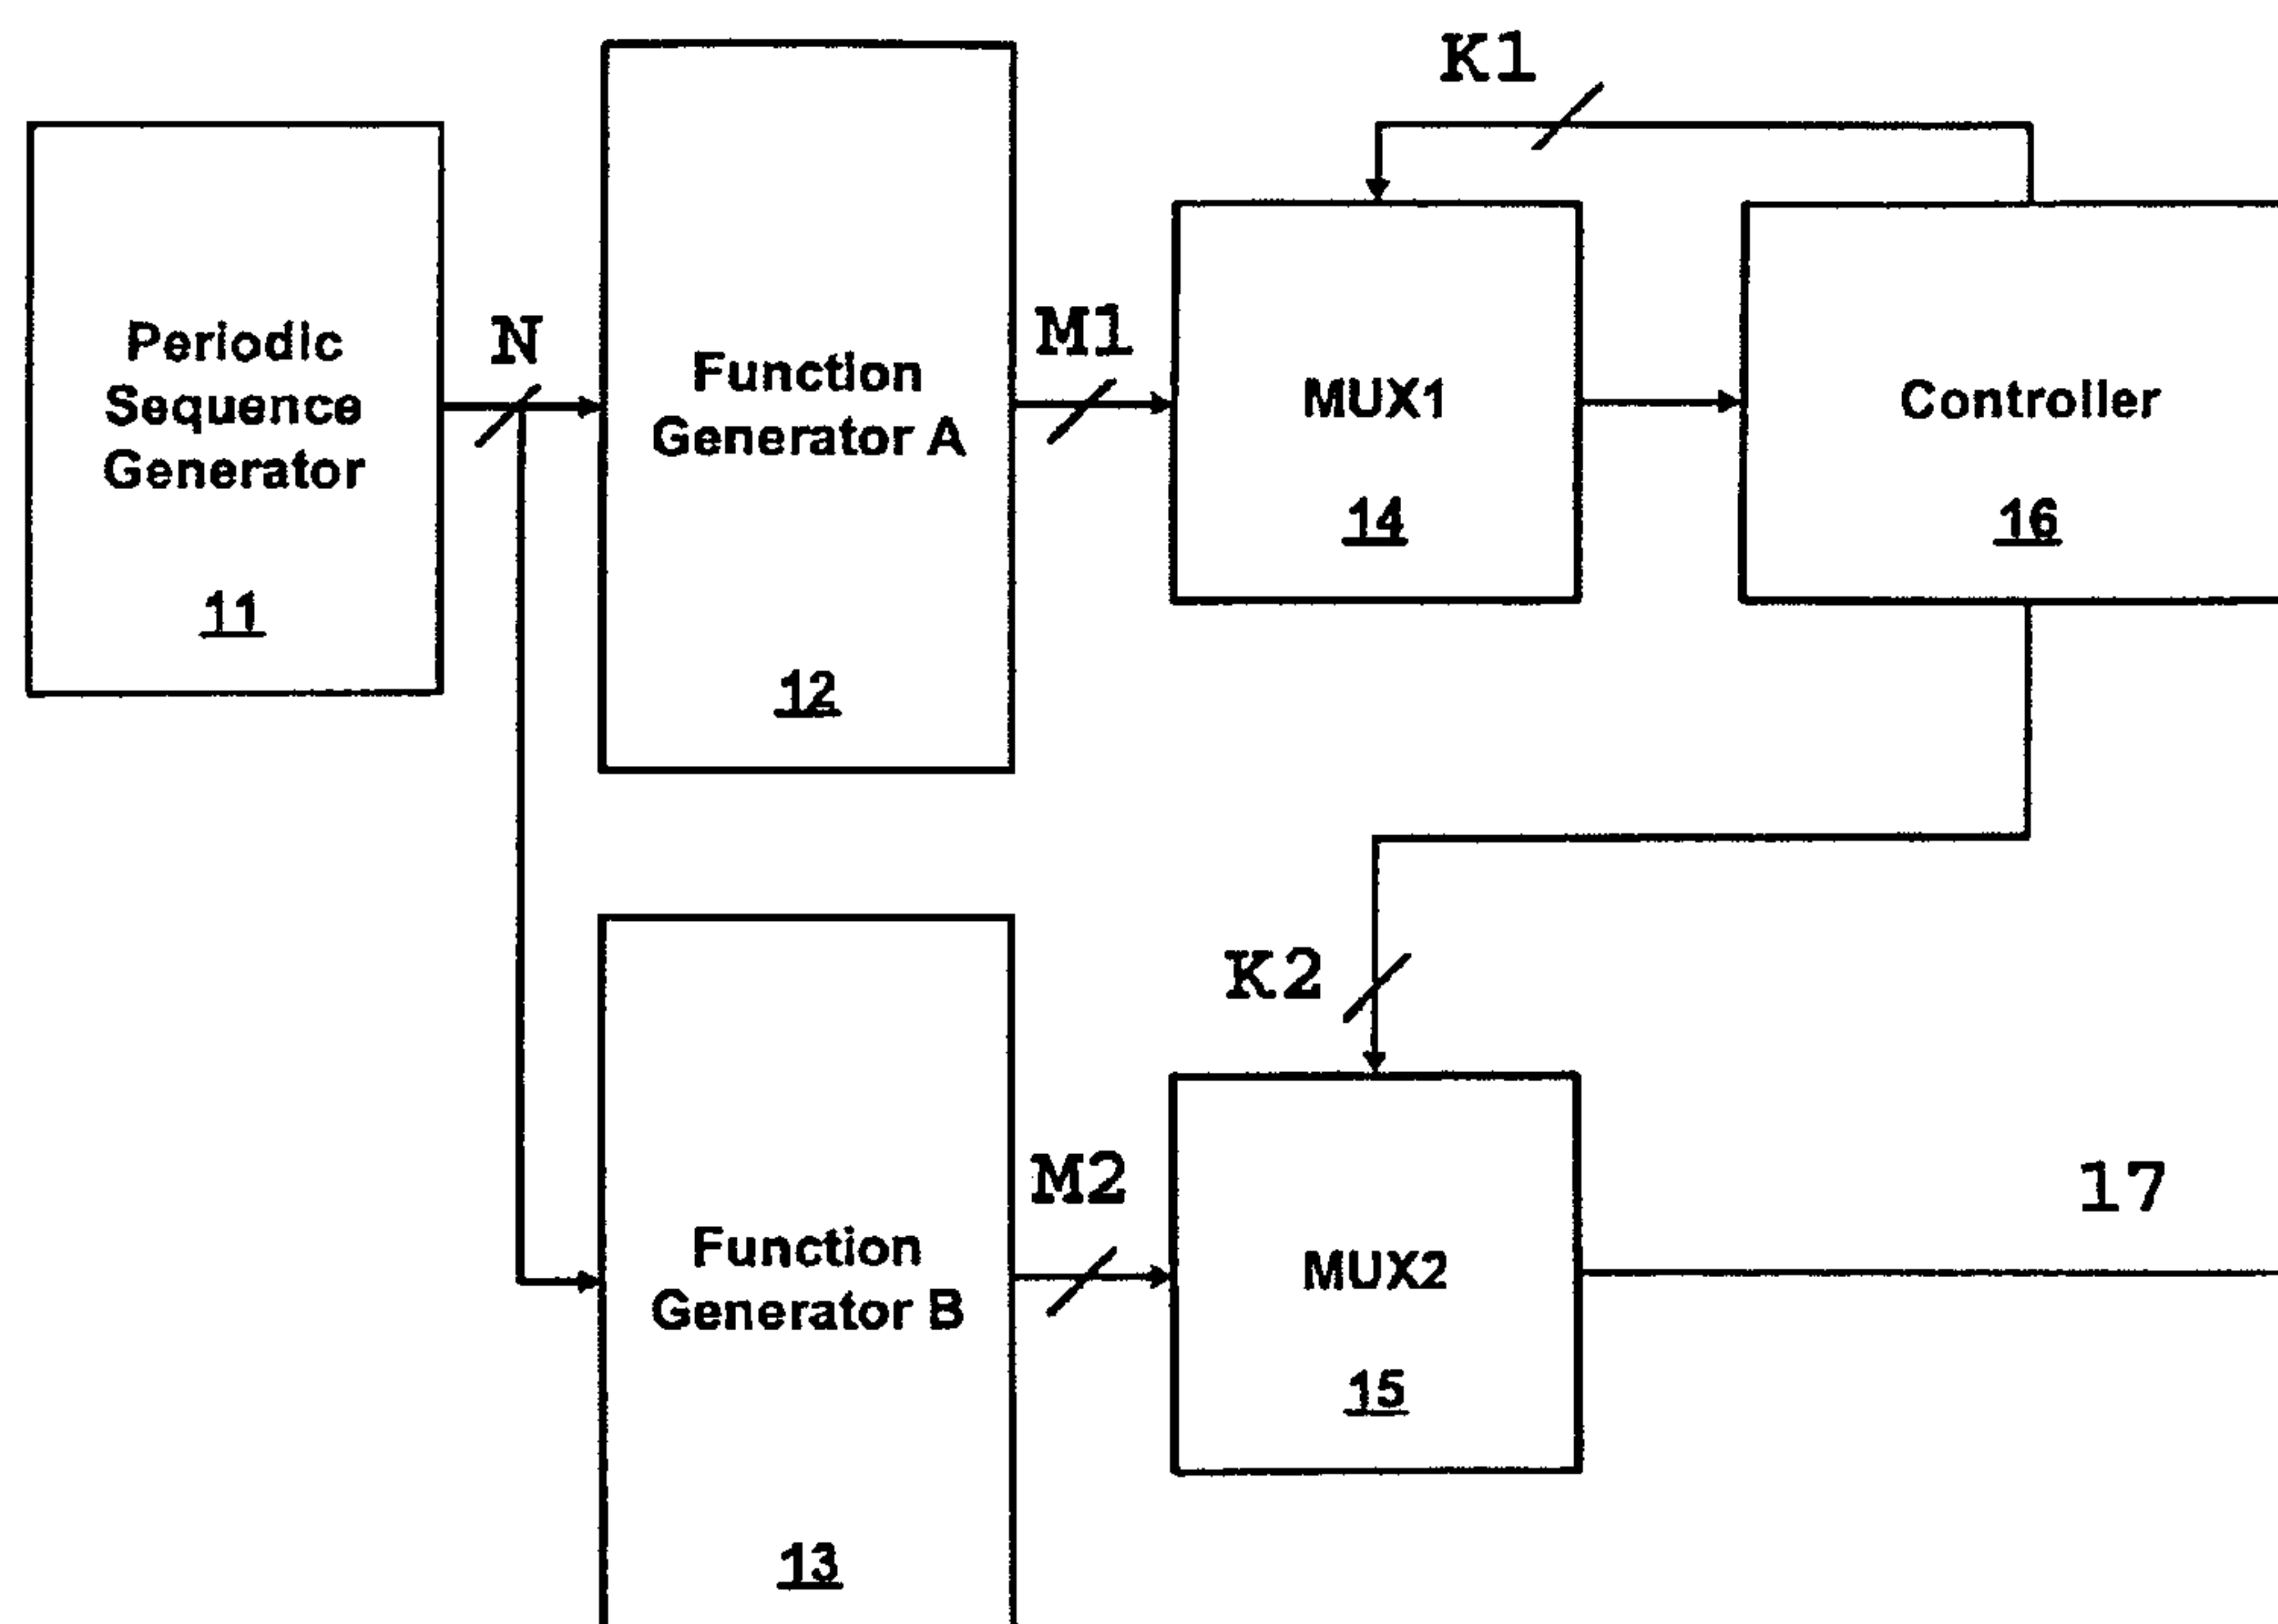 K1
Periodic
Sequence
Generator
11
N
Function
Generator A
12
M1
MUX1
14
Controller
16
K2
Function
Generator B
13
M2
MUX2
15
17